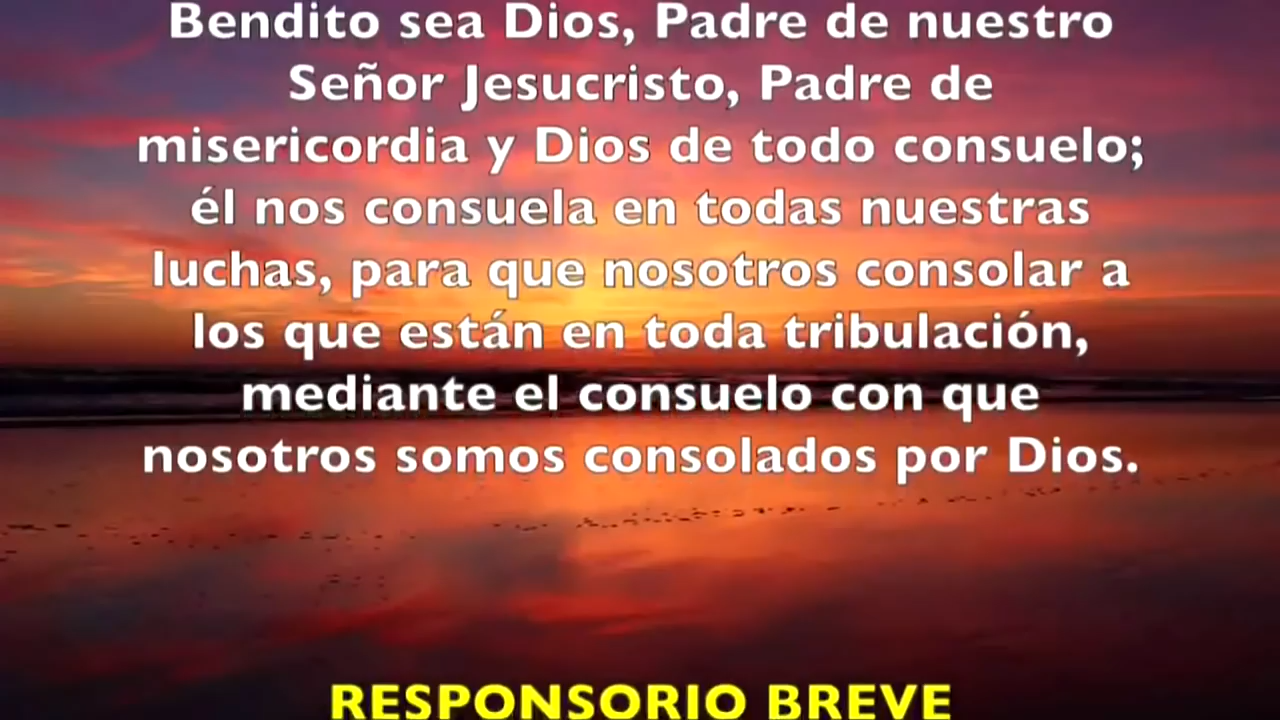 Bendito sea Dios, Padre de nuestro
Señor Jesucristo, Padre de
misericordia y Dios de todo consuelo;
él nos consuela en todas nuestras
luchas, para que nosotros consolar a
los que están en toda tribulación,
mediante el consuelo con que
nosotros somos consolados por Dios.
RESPONSORIO BREVE